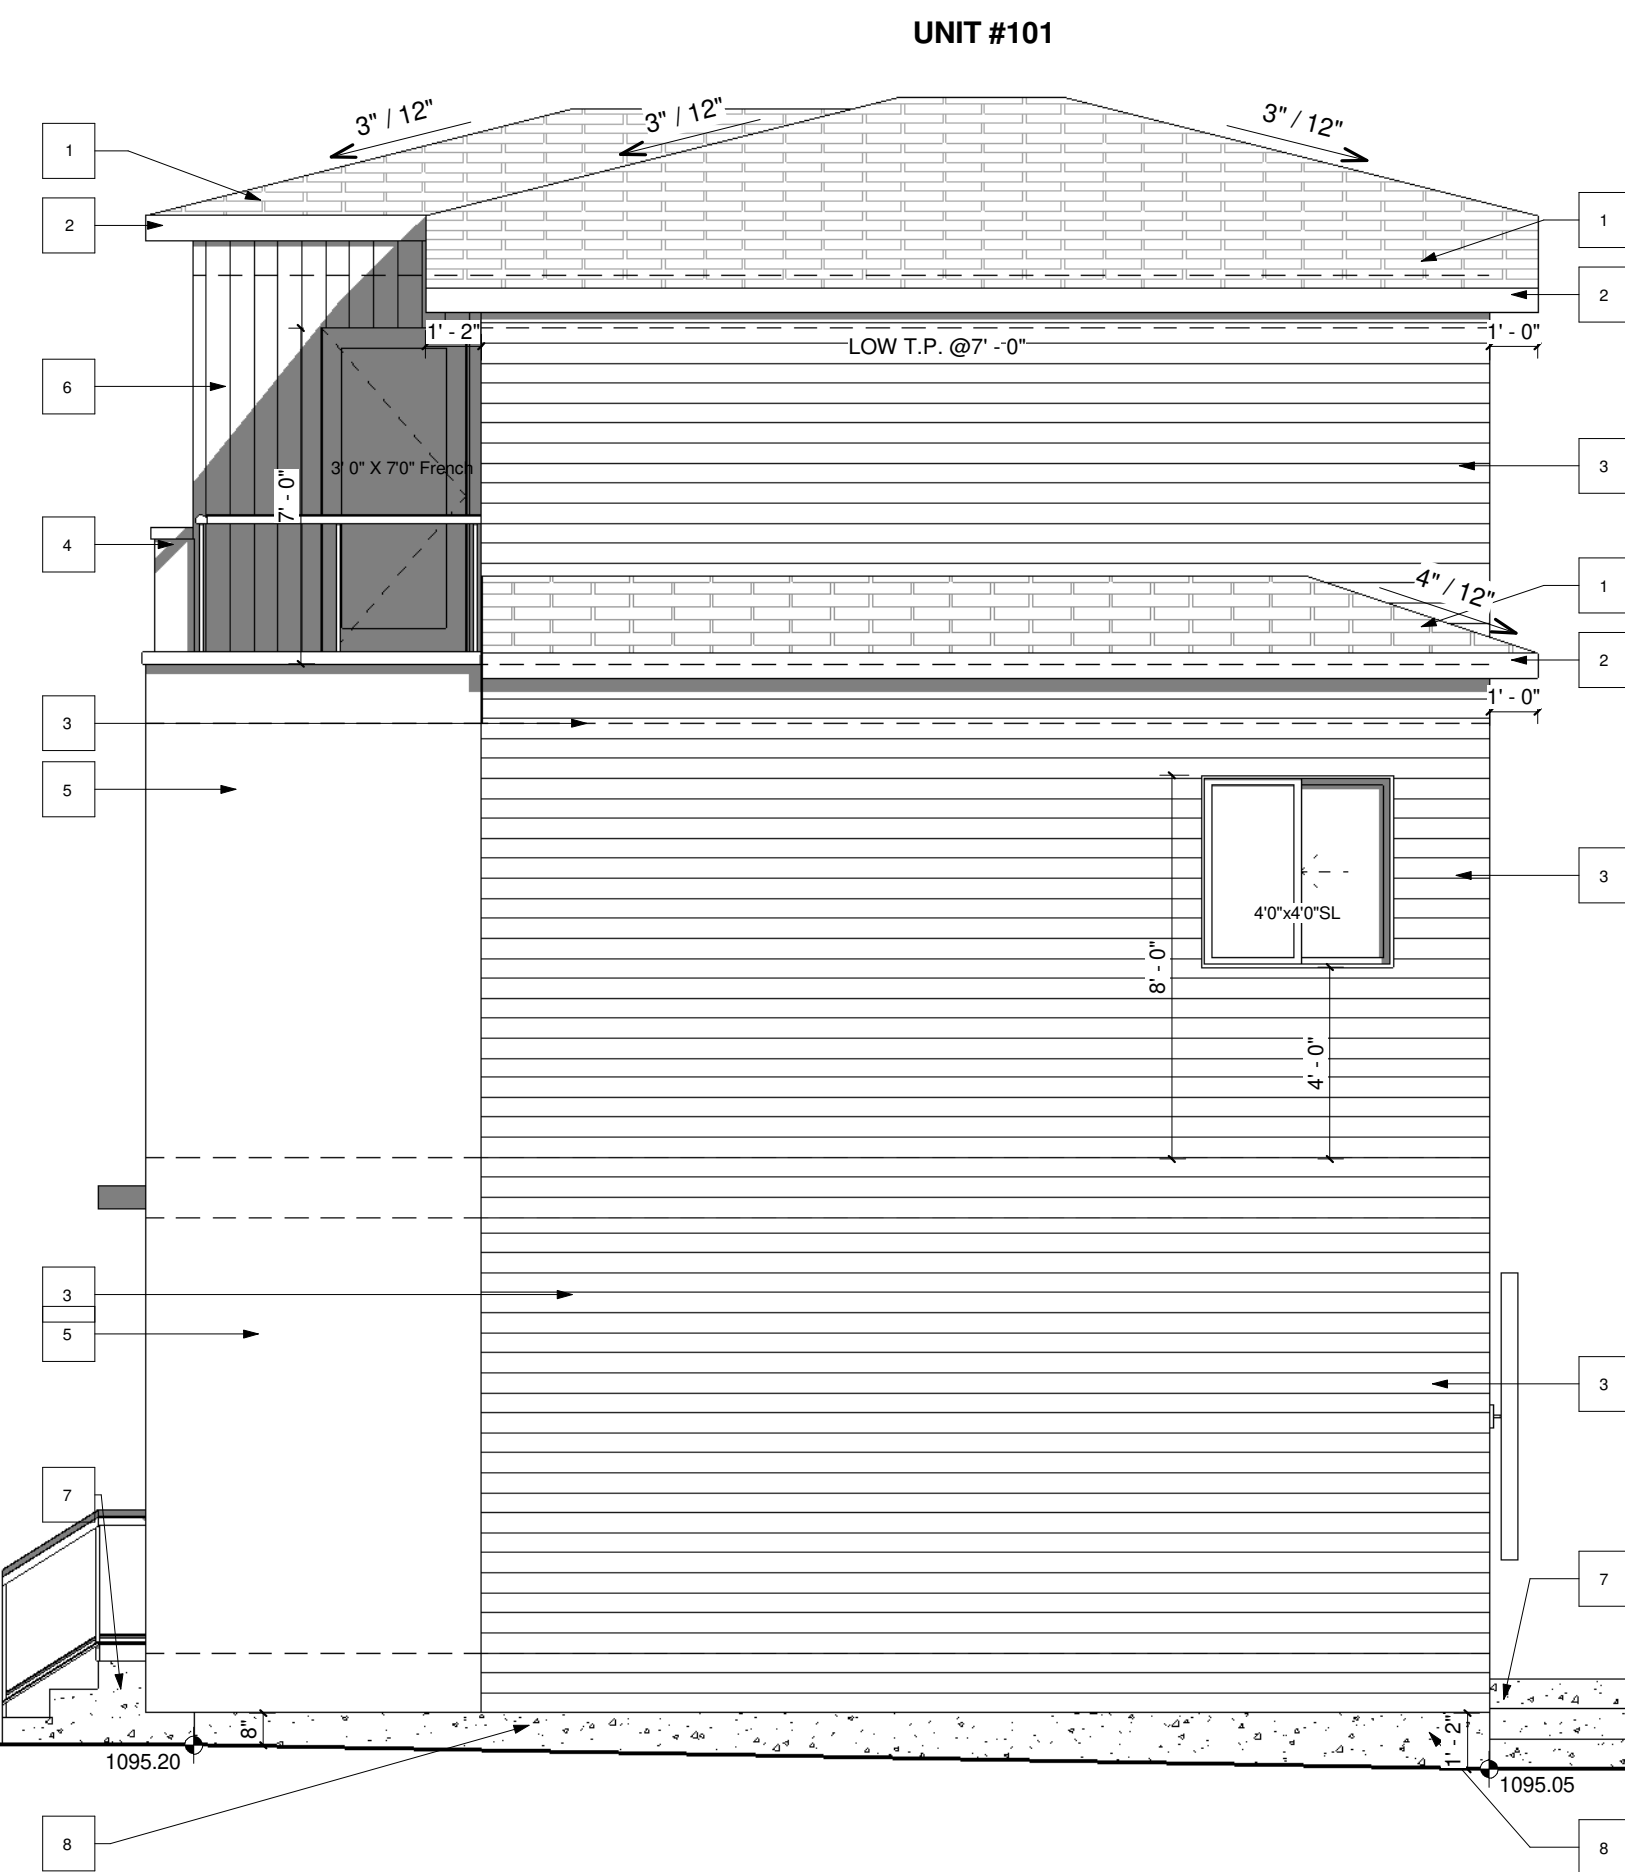 UNIT #101
3" / 12"
3" / 12"
3" / 12"
1
2
1
2
1' - 2"
1' - 0"
LOW T.P. @7' - 0"
6
3' 0" X 7'0" French
3
7' - 0"
4
4" / 12"
1
2
1' - 0"
3
5
3
4'0"x4'0"SL
8' - 0"
4' - 0"
3
5
3
7
7
8"
1' - 2"
1095.20
1095.05
8
8